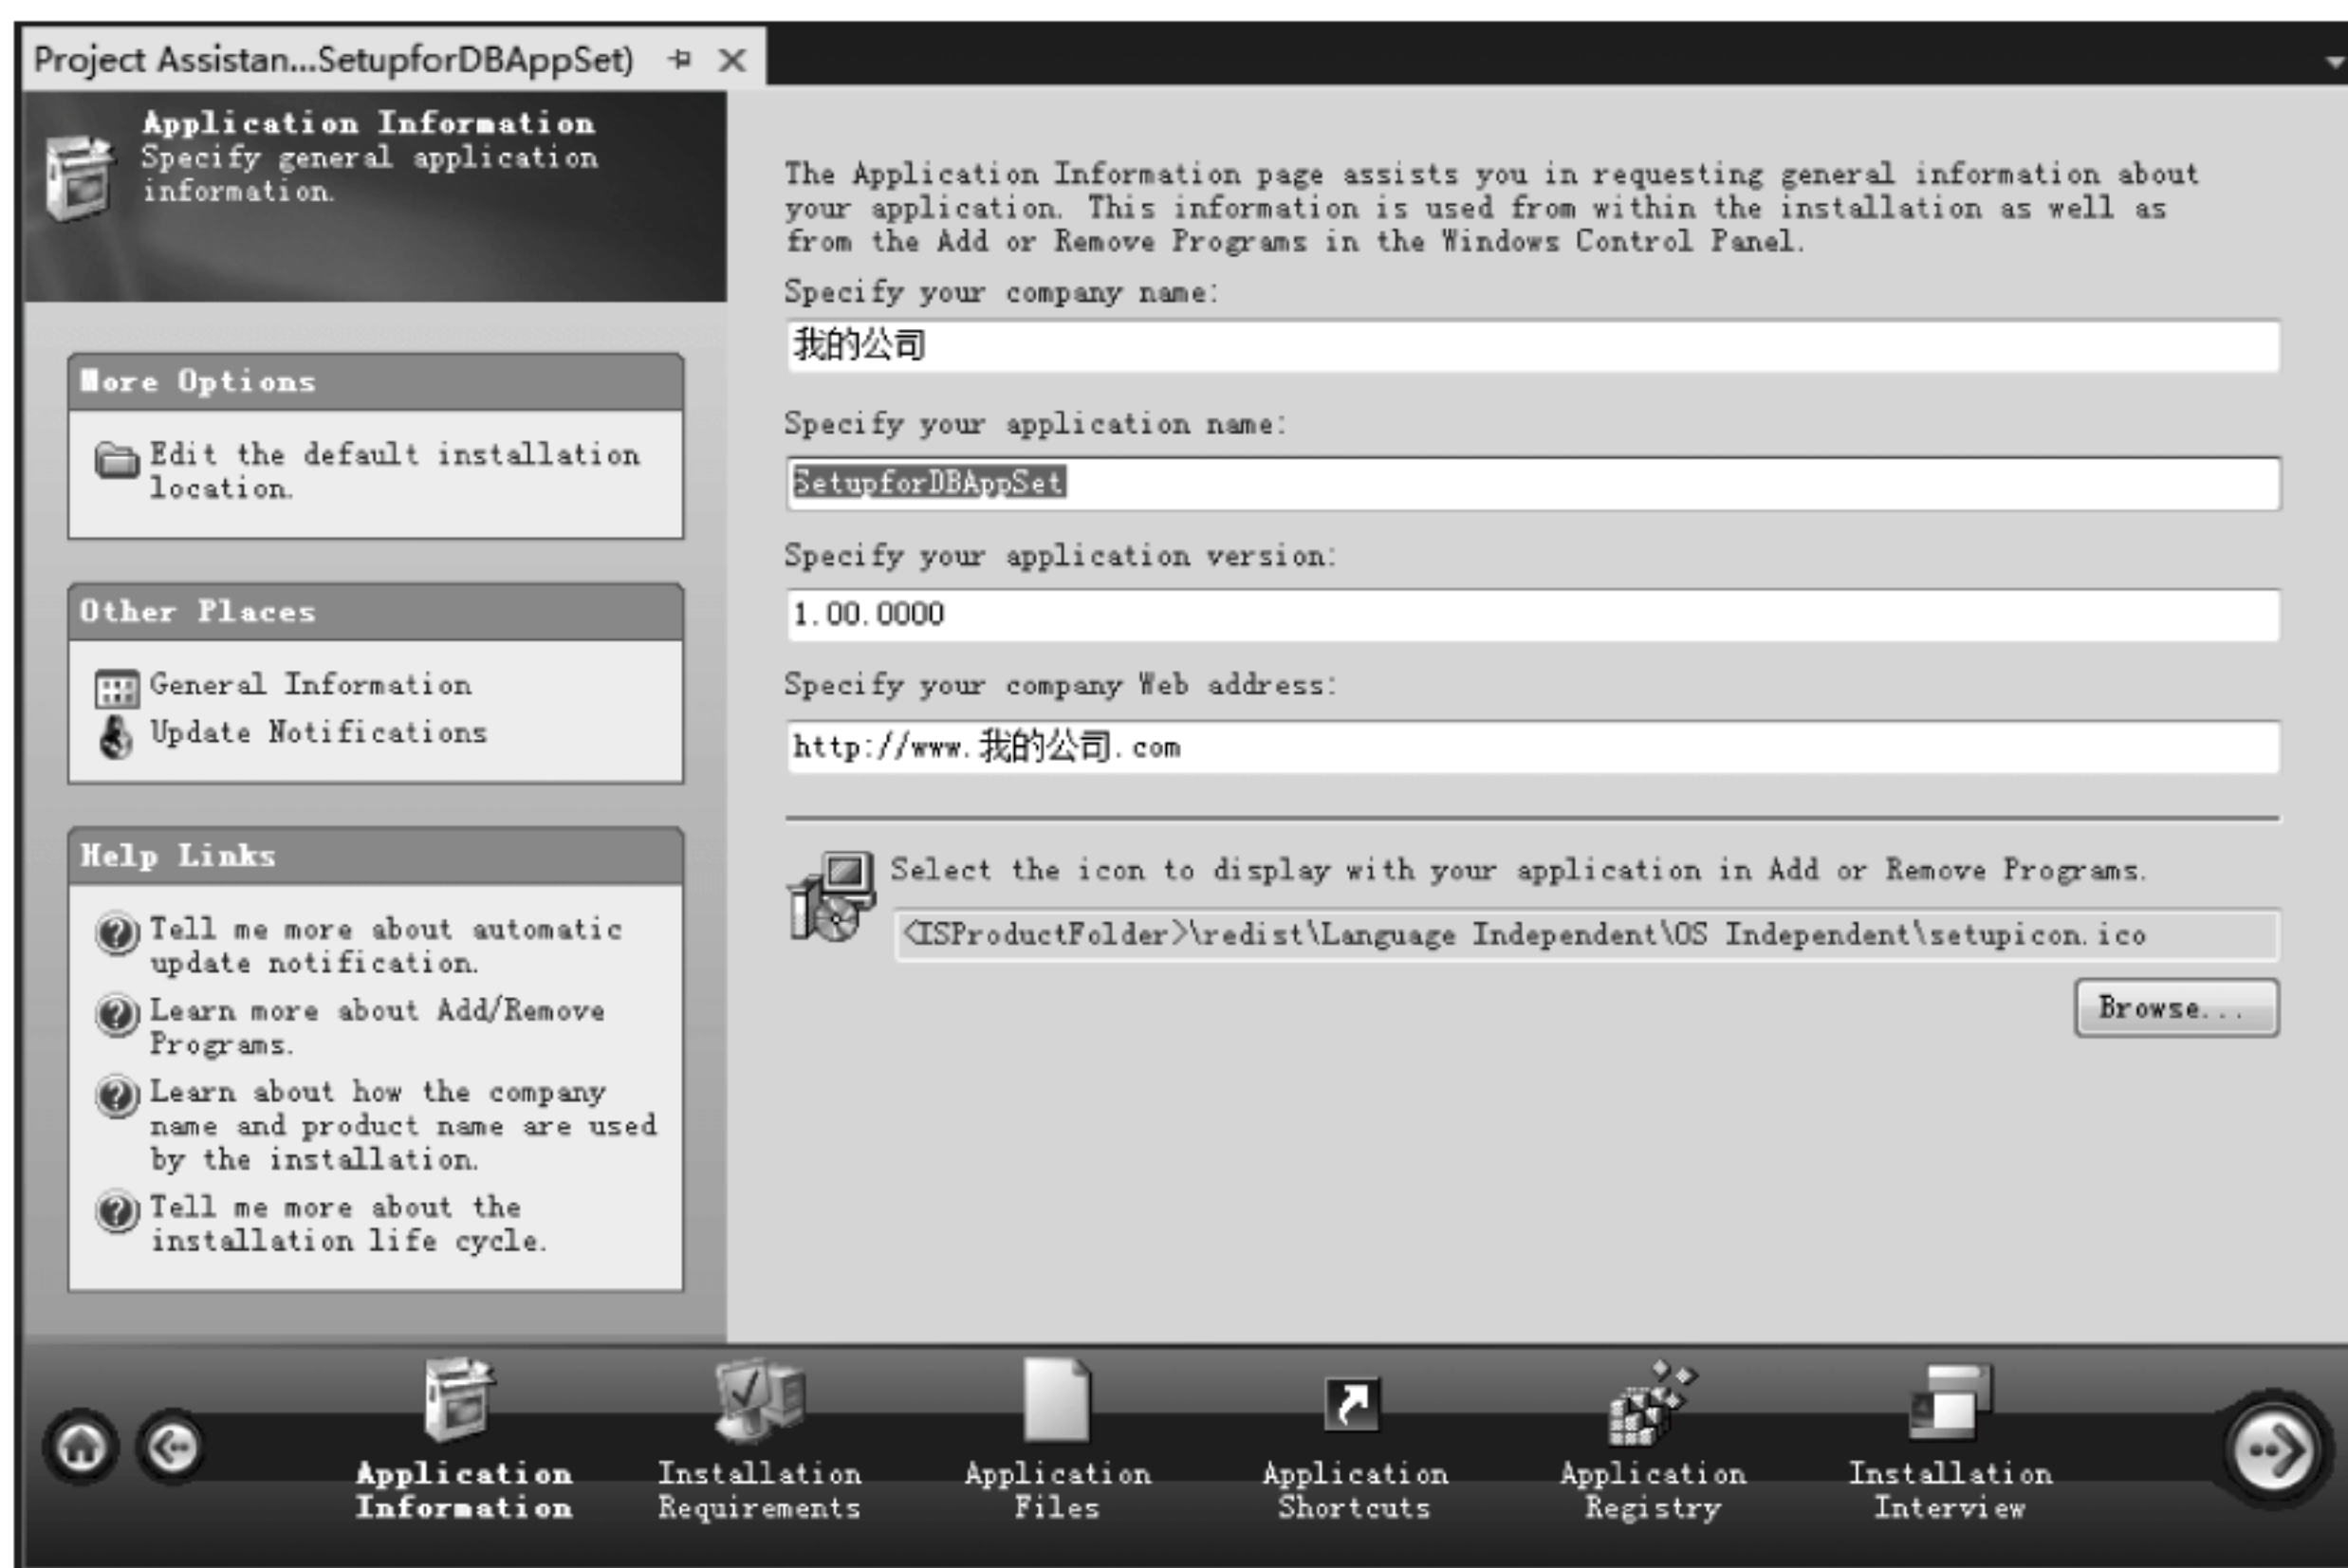 Project Assistan...SetupforDBAppSet)
Application Information
Specify general application
information.
More Options
Edit the default installation
location.
Other Places
General Information
Update Notifications
Help Links
Tell me more about automatic
update notification.
Learn more about Add/Remove
Programs.
Learn about how the company
name and product name are used
by the installation.
Tell me more about the
installation life cycle.
The Application Information page assists you in requesting general information about
your application. This information is used from within the installation as well as
from the Add or Remove Programs in the Windows Control Panel.
Specify your company name:
我的公司
Specify your application name:
SetupforDBAppSet
Specify your application version:
1.00.0000
Specify your company Web address:
http://www.我的公司.com
Select the icon to display with your application in Add or Remove Programs.
<ISProductFolder>\redist\Language Independent\OS Independent\setupicon.ico
Browse...
Application
Information
Installation
Requirements
Application
Files
Application
Shortcuts
Application
Registry
Installation
Interview